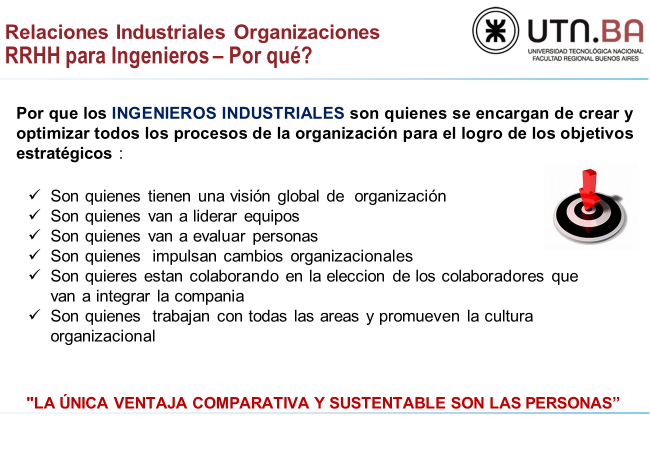 Relaciones Industriales Organizaciones
RRHH para Ingenieros – Por qué?
UTN.BA
UNIVERSIDAD TECNOLÓGICA NACIONAL
FACULTAD REGIONAL BUENOS AIRES
Por que los INGENIEROS INDUSTRIALES son quienes se encargan de crear y
optimizar todos los procesos de la organización para el logro de los objetivos
estratégicos :
✓ Son quienes tienen una visión global de organización
✓ Son quienes van a liderar equipos
✓ Son quienes van a evaluar personas
✓ Son quienes impulsan cambios organizacionales
✓ Son quieres estan colaborando en la eleccion de los colaboradores que
van a integrar la compania
✓ Son quienes trabajan con todas las areas y promueven la cultura
organizacional
"LA ÚNICA VENTAJA COMPARATIVA Y SUSTENTABLE SON LAS PERSONAS”